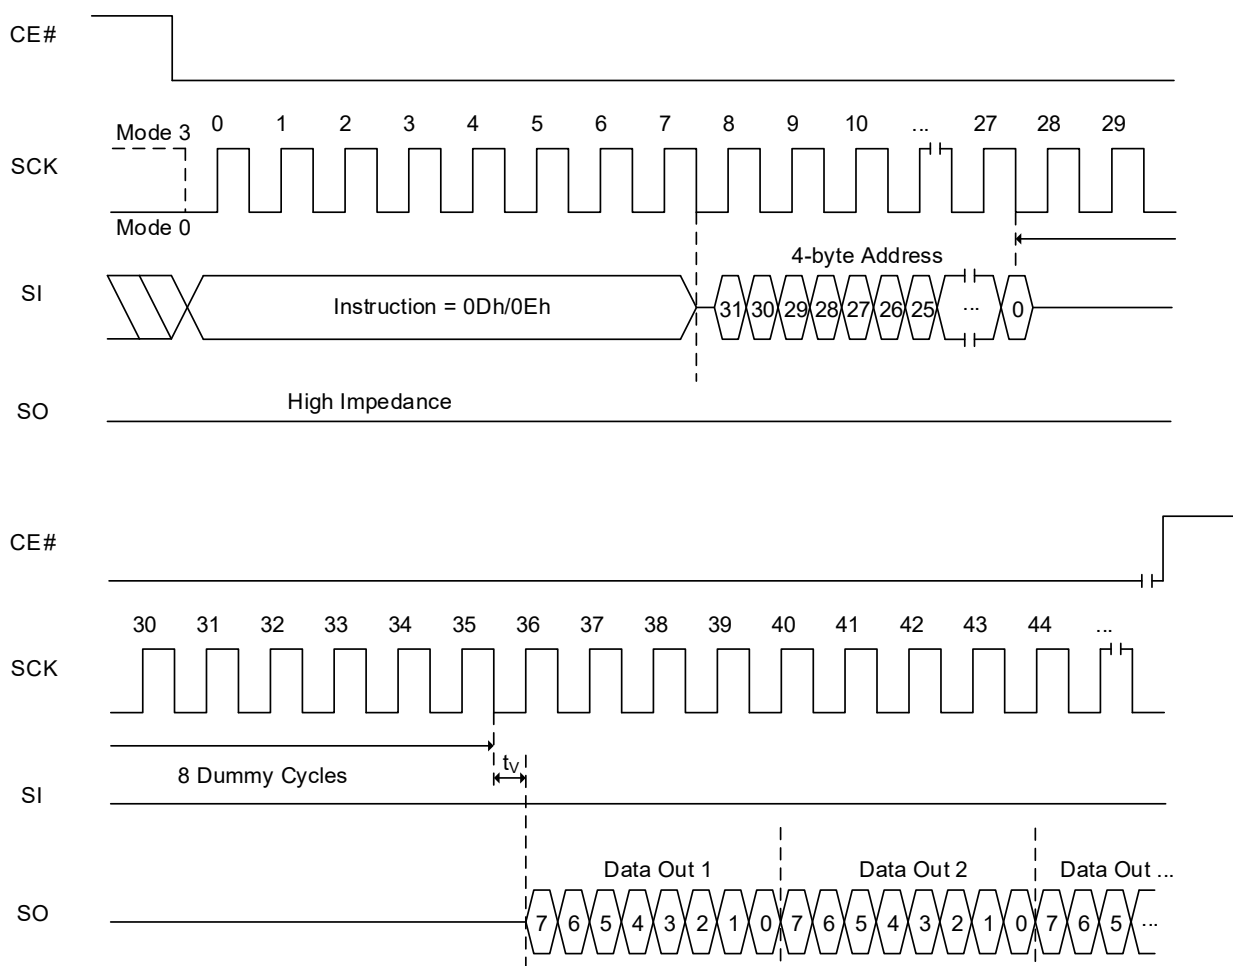 CE#
Mode 3 0 1 2 3 4 5 6 7 8 9 10 ... 27 28 29
SCK
Mode 0
4-byte Address
SI
Instruction = 0Dh/0Eh 31 30 29 28 27 26 25 ... 0
High Impedance
SO
CE#
30 31 32 33 34 35 36 37 38 39 40 41 42 43 44 ...
SCK
8 Dummy Cycles tV
SI
Data Out 1 Data Out 2 Data Out ...
SO 7 6 5 4 3 2 1 0 7 6 5 4 3 2 1 0 7 6 5 ...